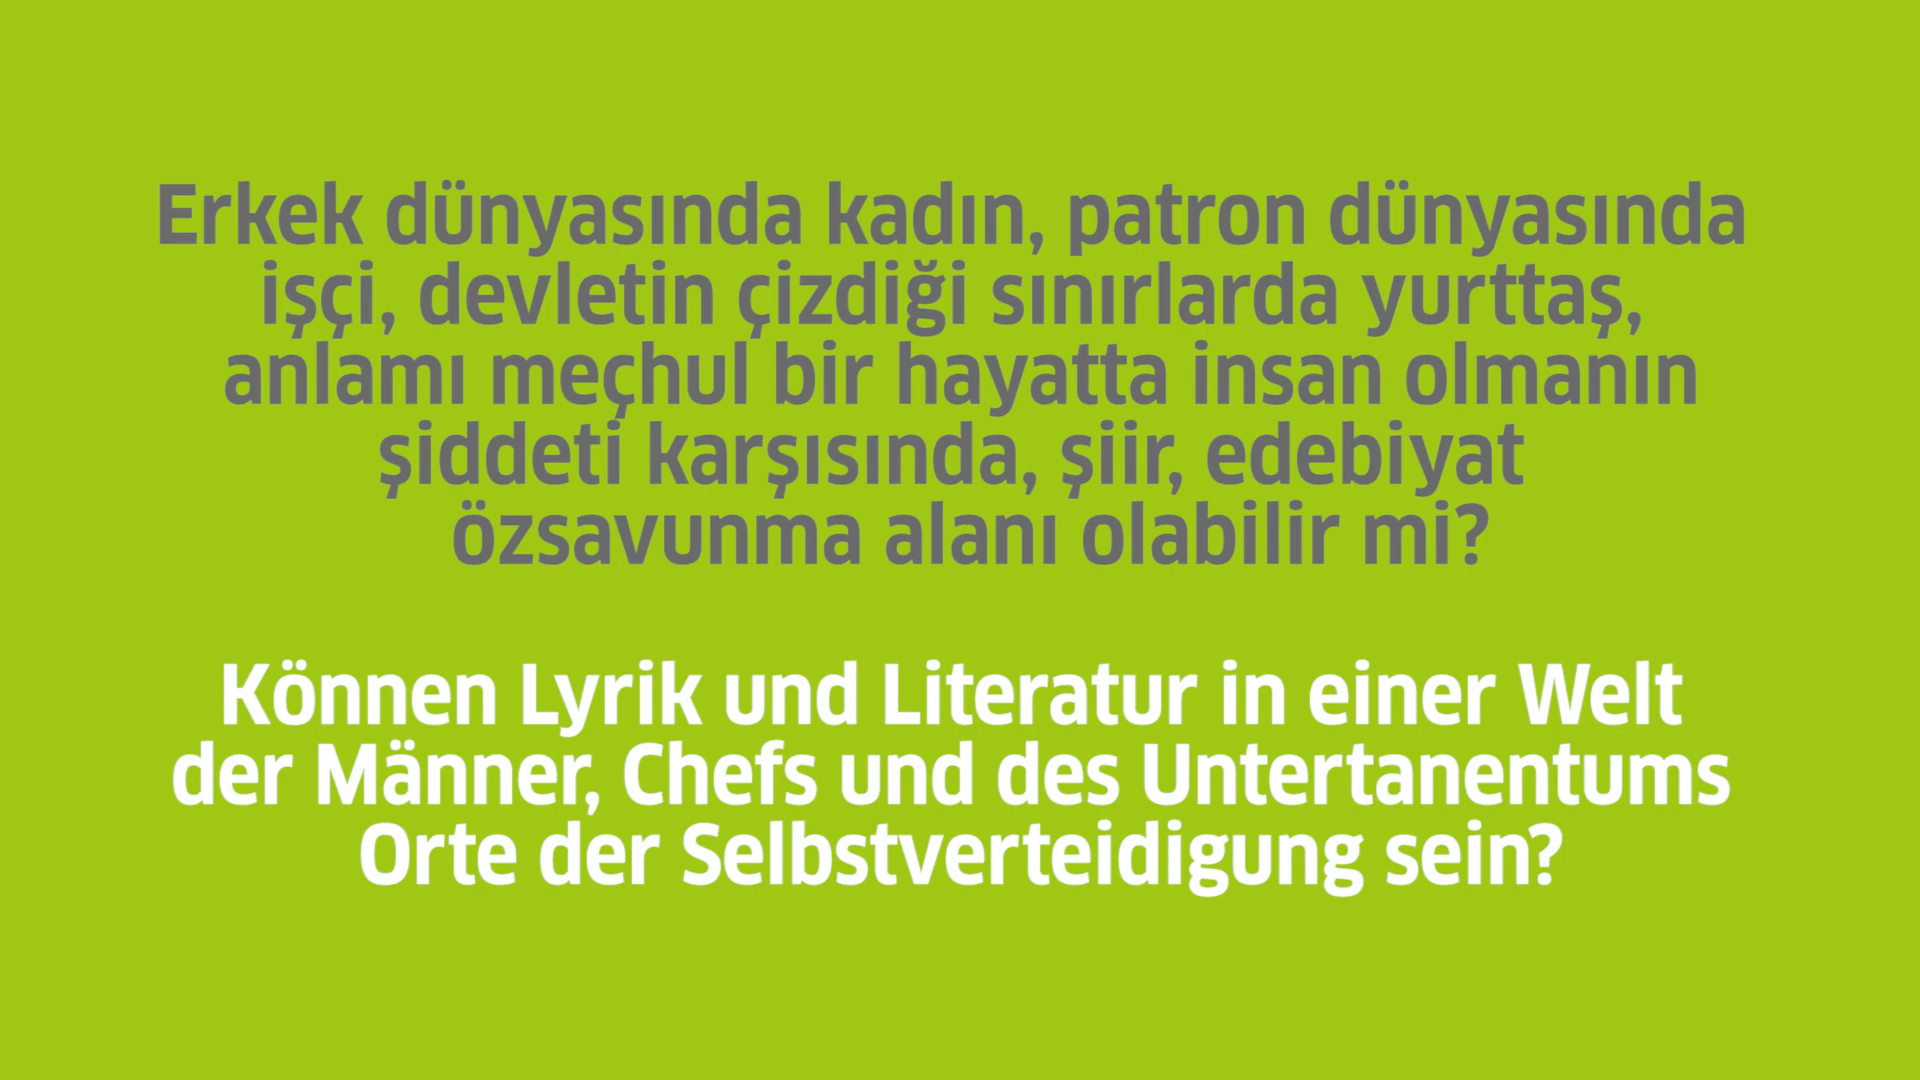 Erkek dünyasında kadın, patron dünyasında
işçi, devletin çizdiği sınırlarda yurttaş,
anlamı meçhul bir hayatta insan olmanın
şiddeti karşısında, şiir, edebiyat
özsavunma alanı olabilir mi?
Können Lyrik und Literatur in einer Welt
der Männer, Chefs und des Untertanentums
Orte der Selbstverteidigung sein?